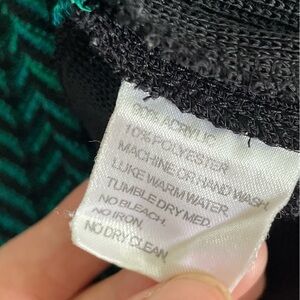 90% ACRYLIC
10% POLYESTER
MACHINE OR HAND WASH
LUKE WARM WATER
TUMBLE DRY MED.
NO BLEACH.
NO IRON.
NO DRY CLEAN